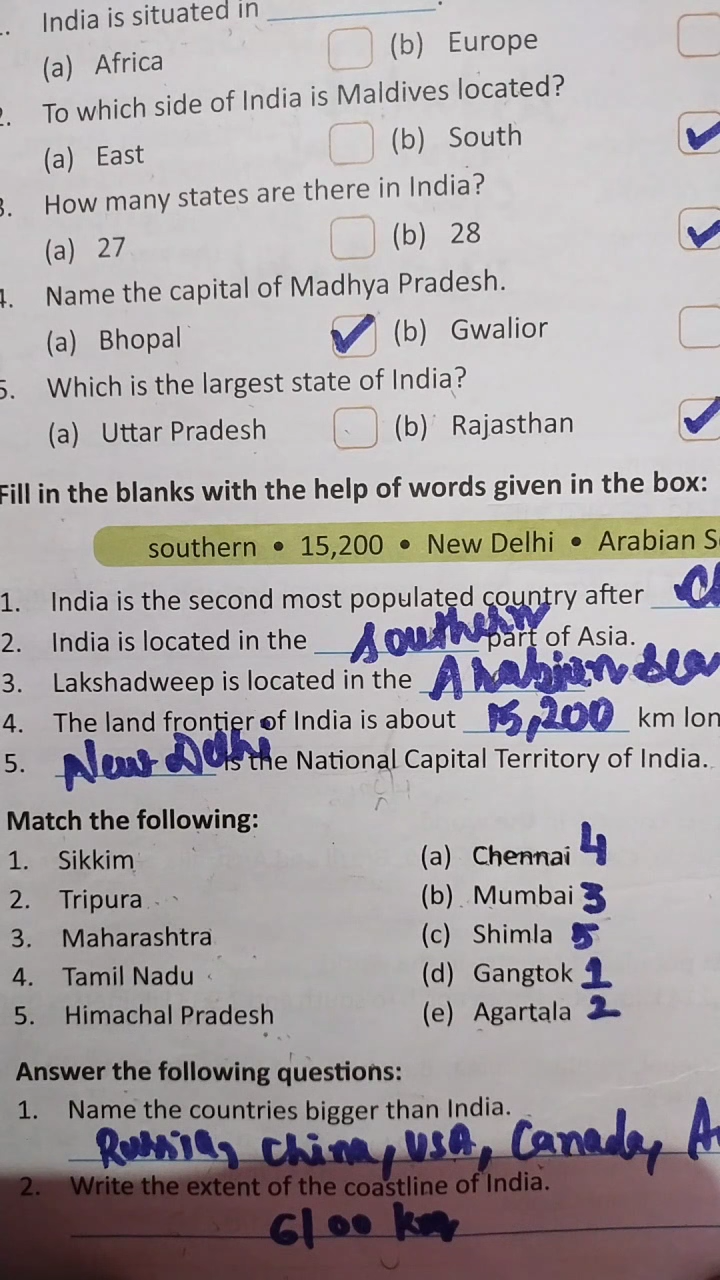 India is situated in ____________.
(a) Africa (b) Europe
2. To which side of India is Maldives located?
(a) East (b) South ✓
3. How many states are there in India?
(a) 27 (b) 28 ✓
4. Name the capital of Madhya Pradesh.
(a) Bhopal ✓ (b) Gwalior
5. Which is the largest state of India?
(a) Uttar Pradesh (b) Rajasthan ✓
Fill in the blanks with the help of words given in the box:
southern • 15,200 • New Delhi • Arabian S
1. India is the second most populated country after
2. India is located in the southern part of Asia.
3. Lakshadweep is located in the Arabian Sea
4. The land frontier of India is about 15,200 km lon
5. New Delhi is the National Capital Territory of India.
Match the following:
1. Sikkim (a) Chennai 4
2. Tripura (b) Mumbai 3
3. Maharashtra (c) Shimla 5
4. Tamil Nadu (d) Gangtok 1
5. Himachal Pradesh (e) Agartala 2
Answer the following questions:
1. Name the countries bigger than India.
Russia, China, USA, Canada, A
2. Write the extent of the coastline of India.
6100 km